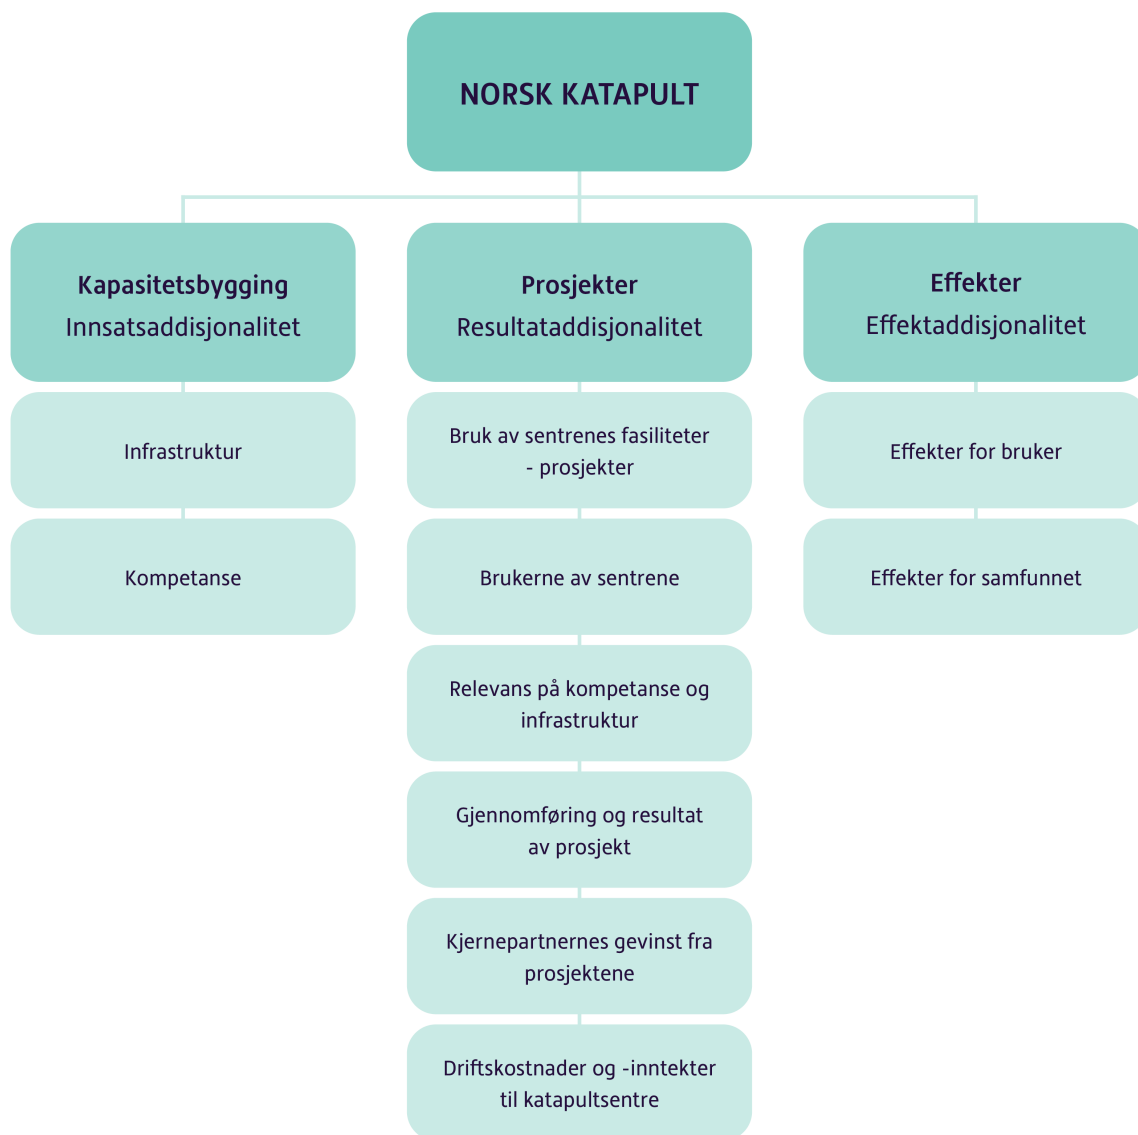 NORSK KATAPULT
Kapasitetsbygging
Innsatsaddisjonalitet
Infrastruktur
Kompetanse
Prosjekter
Resultataddisjonalitet
Bruk av sentrenes fasiliteter
- prosjekter
Brukerne av sentrene
Relevans på kompetanse og
infrastruktur
Gjennomføring og resultat
av prosjekt
Kjernepartnernes gevinst fra
prosjektene
Driftskostnader og -inntekter
til katapultsentre
Effekter
Effektaddisjonalitet
Effekter for bruker
Effekter for samfunnet